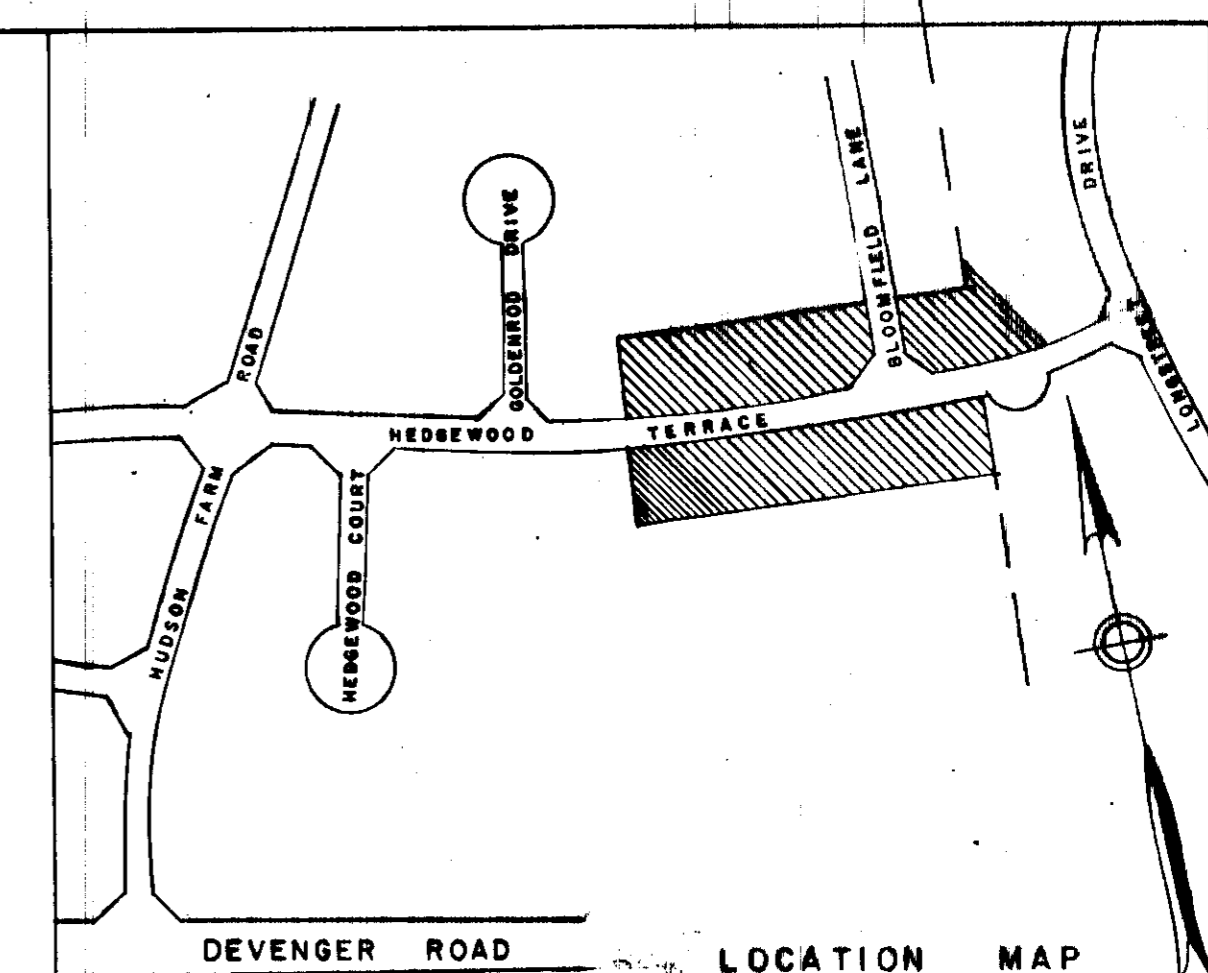 HUDSON FARM ROAD
GOLDENROD DRIVE
BLOOMFIELD LANE
LONGSTREET DRIVE
HEDGEWOOD TERRACE
HEDGEWOOD COURT
DEVENGER ROAD
LOCATION MAP